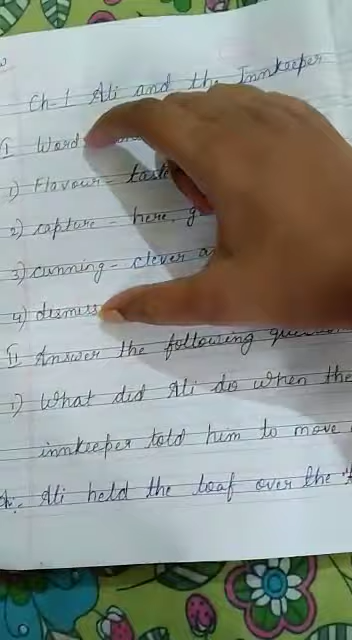 Ch 1 Ali and the Innkeeper
I Word
1) Flavour - taste
2) capture - here, g
3) cunning - clever a
4) dismiss
II Answer the following question
1) What did Ali do when the
innkeeper told him to move
Ali held the loaf over the